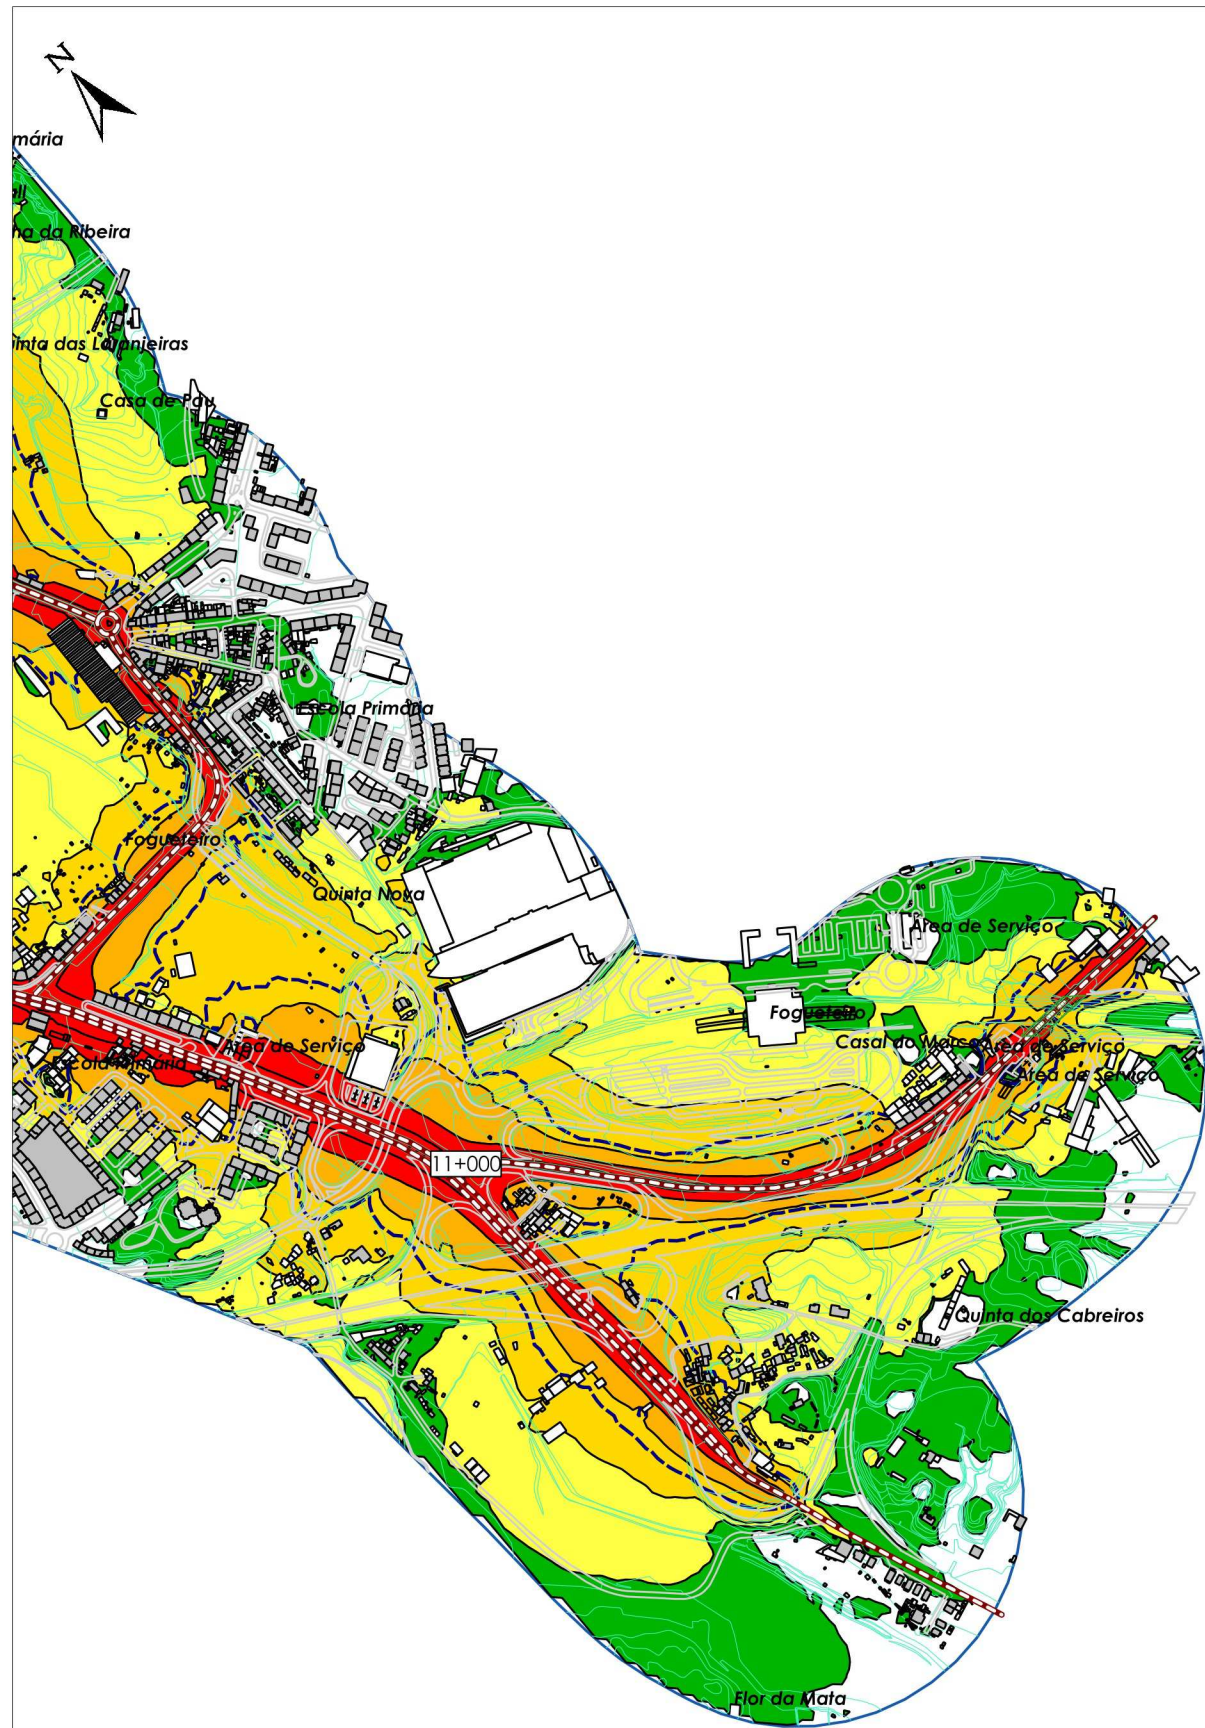 N
mária
ha da Ribeira
inta das Laranjeiras
Casa de Pau
Escola Primária
Fogueteiro
Quinta Nova
Área de Serviço
Fogueteiro
Casal do Marco
Área de Serviço
Área de Serviço
Área de Serviço
Escola Primária
11+000
Quinta dos Cabreiros
Flor da Mata